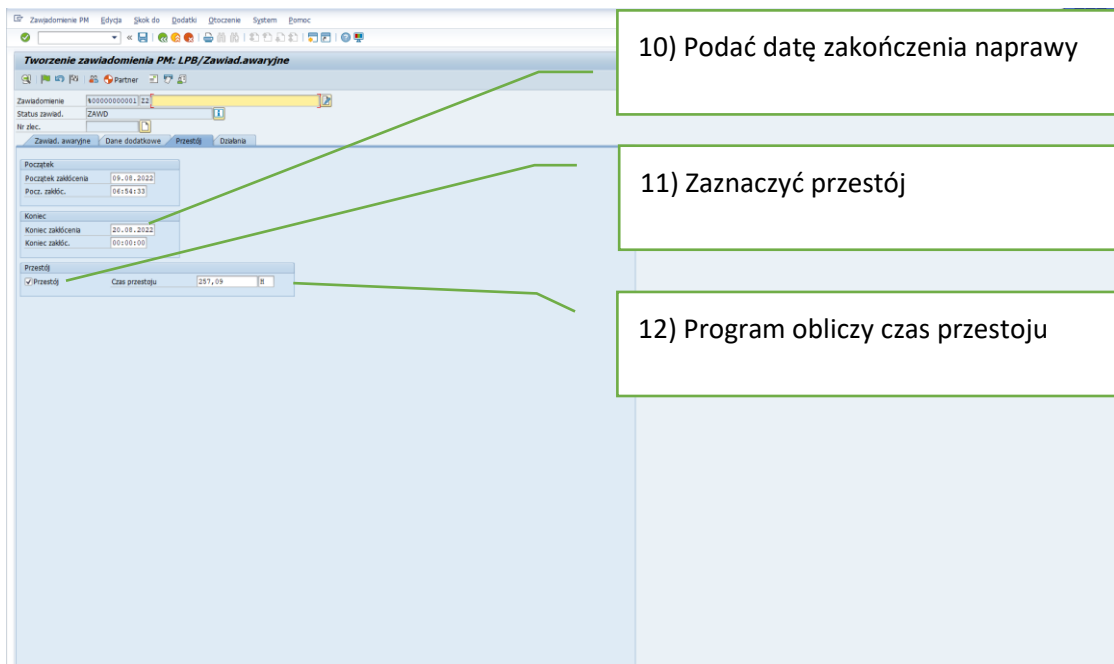 Zawiadomienie PM Edycja Skok do Dodatki Otoczenie System Pomoc
Tworzenie zawiadomienia PM: LPB/Zawiad.awaryjne
Partner
Zawiadomienie %00000000001 Z2
Status zawiad. ZAWD
Nr zlec.
Zawiad. awaryjne Dane dodatkowe Przestój Działania
Początek
Początek zakłócenia 09.08.2022
Pocz. zakłóc. 06:54:33
Koniec
Koniec zakłócenia 20.08.2022
Koniec zakłóc. 00:00:00
Przestój
Przestój Czas przestoju 257,09 H
10) Podać datę zakończenia naprawy
11) Zaznaczyć przestój
12) Program obliczy czas przestoju